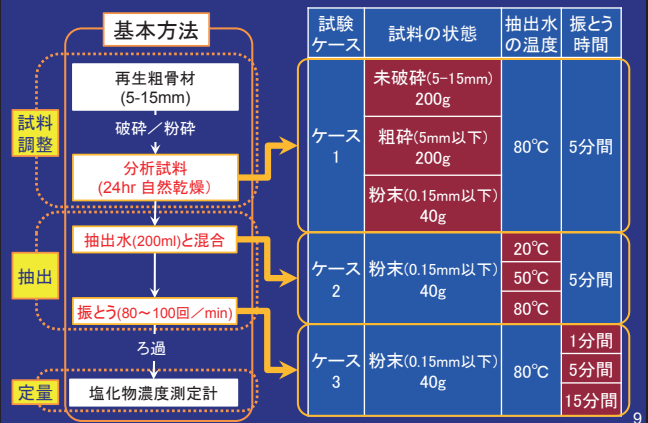 基本方法
再生粗骨材
(5-15mm)
破砕／粉砕
試料
調整
分析試料
(24hr 自然乾燥)
抽出水(200ml)と混合
抽出
振とう(80～100回／min)
ろ過
定量
塩化物濃度測定計
試験
ケース
試料の状態
抽出水
の温度
振とう
時間
ケース
1
未破砕(5-15mm)
200g
粗砕(5mm以下)
200g
粉末(0.15mm以下)
40g
80℃
5分間
ケース
2
粉末(0.15mm以下)
40g
20℃
50℃
80℃
5分間
ケース
3
粉末(0.15mm以下)
40g
80℃
1分間
5分間
15分間
9